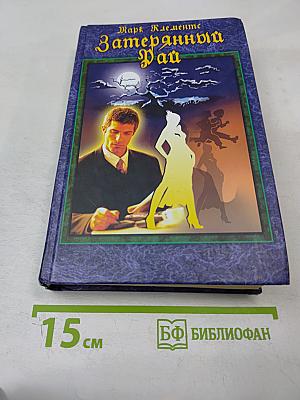 Марк Клементс
Затерянный
Рай
15 см
БФ БИБЛИОФАН